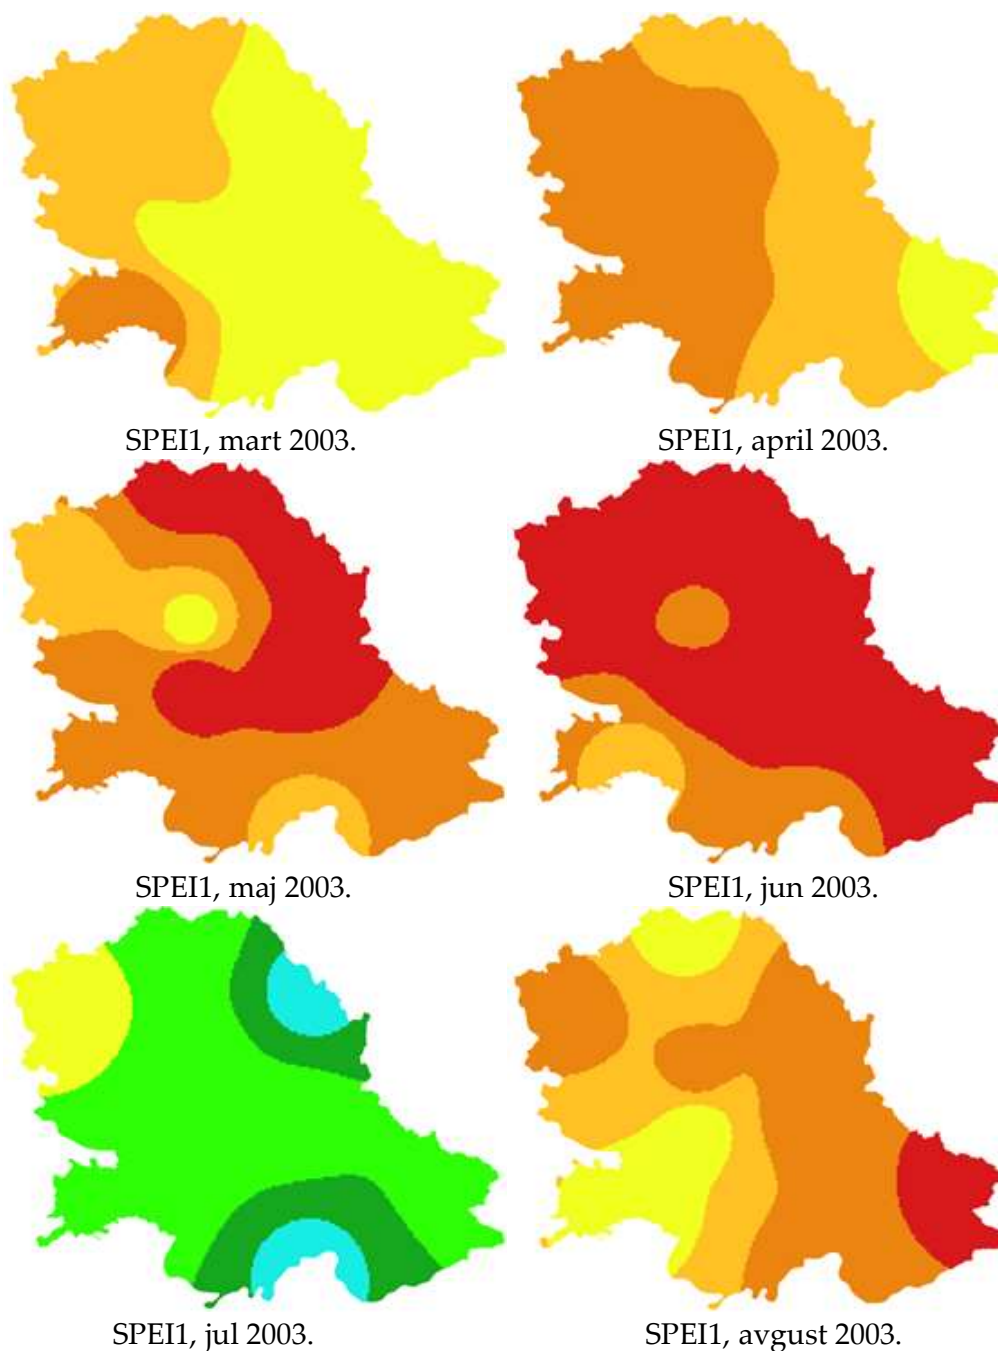 SPEI1, mart 2003.
SPEI1, april 2003.
SPEI1, maj 2003.
SPEI1, jun 2003.
SPEI1, jul 2003.
SPEI1, avgust 2003.